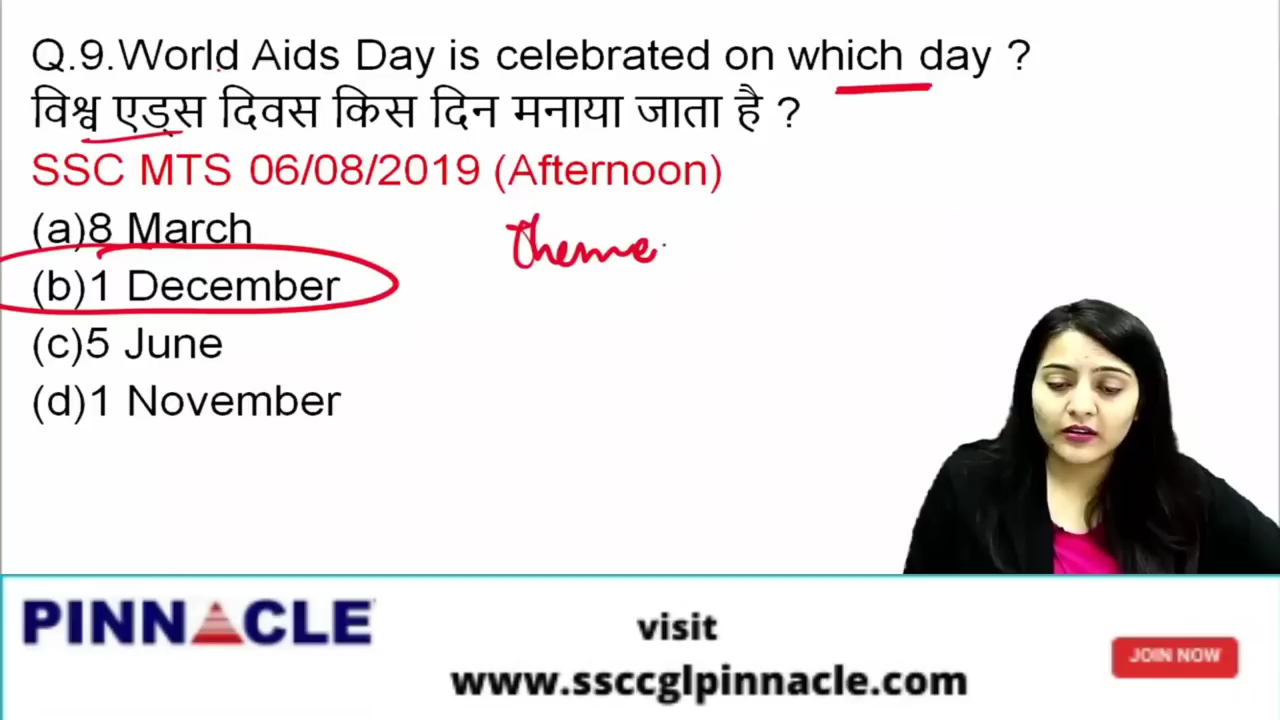 Q.9.World Aids Day is celebrated on which day ?
विश्व एड्स दिवस किस दिन मनाया जाता है ?
SSC MTS 06/08/2019 (Afternoon)
(a)8 March
theme
(b)1 December
(c)5 June
(d)1 November
PINNACLE
visit
www.ssccglpinnacle.com
JOIN NOW